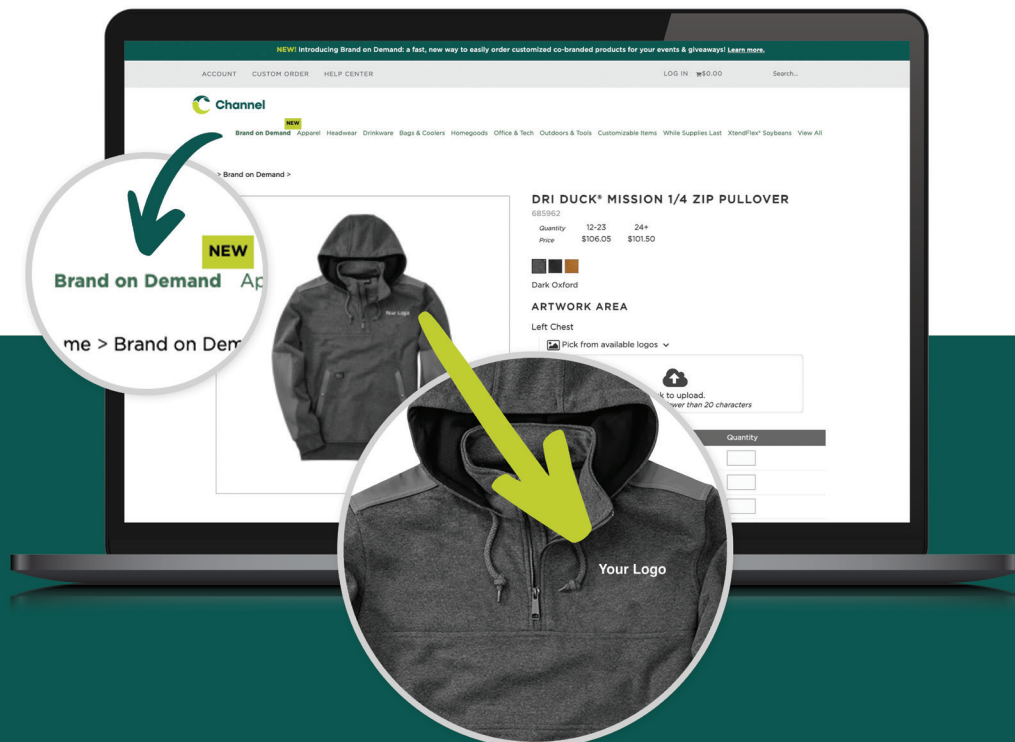 NEW! Introducing Brand on Demand: a fast, new way to easily order customized co-branded products for your events & giveaways! Learn more.
ACCOUNT CUSTOM ORDER HELP CENTER LOG IN $0.00 Search...
Channel
NEW
Brand on Demand Apparel Headwear Drinkware Bags & Coolers Homegoods Office & Tech Outdoors & Tools Customizable Items While Supplies Last XtendFlex® Soybeans View All
> Brand on Demand >
DRI DUCK® MISSION 1/4 ZIP PULLOVER
685962
Quantity 12-23 24+
Price $106.05 $101.50
Dark Oxford
ARTWORK AREA
Left Chest
Pick from available logos
to upload.
than 20 characters
Quantity
Your Logo
NEW
Brand on Demand Ap
me > Brand on Dem
Your Logo